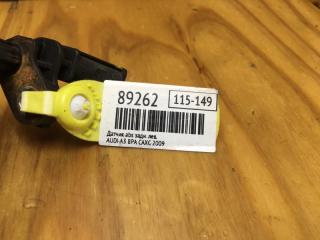 89262 115-149
Датчик abs задн. лев.
AUDI-A3 8PA CAXC 2009